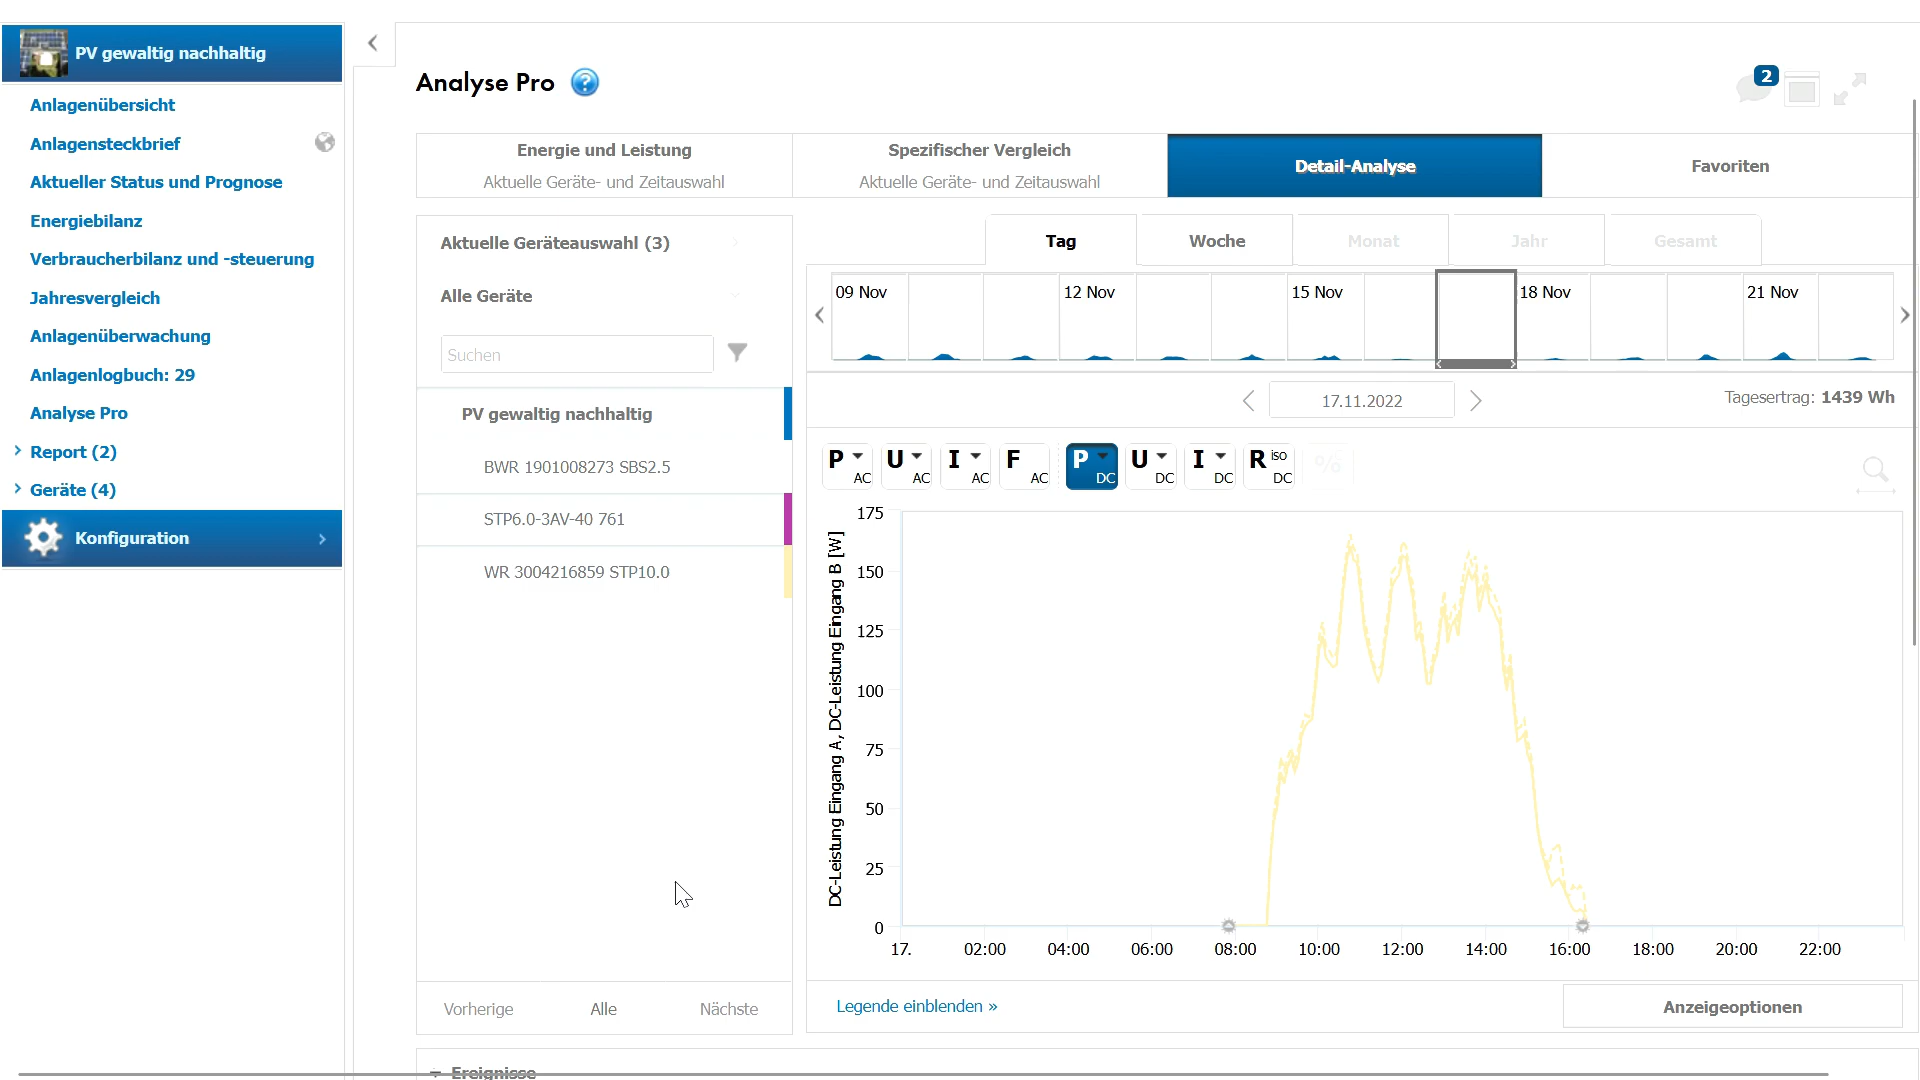 PV gewaltig nachhaltig
Anlagenübersicht
Anlagensteckbrief
Aktueller Status und Prognose
Energiebilanz
Verbraucherbilanz und -steuerung
Jahresvergleich
Anlagenüberwachung
Anlagenlogbuch: 29
Analyse Pro
Report (2)
Geräte (4)
Konfiguration
Analyse Pro
?
2
Energie und Leistung
Aktuelle Geräte- und Zeitauswahl
Spezifischer Vergleich
Aktuelle Geräte- und Zeitauswahl
Detail-Analyse
Favoriten
Aktuelle Geräteauswahl (3)
Alle Geräte
Suchen
PV gewaltig nachhaltig
BWR 1901008273 SBS2.5
STP6.0-3AV-40 761
WR 3004216859 STP10.0
Vorherige Alle Nächste
Tag Woche Monat Jahr Gesamt
09 Nov 12 Nov 15 Nov 18 Nov 21 Nov
17.11.2022
Tagesertrag: 1439 Wh
P AC U AC I AC F AC P DC U DC I DC R iso DC %
DC-Leistung Eingang A, DC-Leistung Eingang B [W]
175
150
125
100
75
50
25
0
17. 02:00 04:00 06:00 08:00 10:00 12:00 14:00 16:00 18:00 20:00 22:00
Legende einblenden »
Anzeigeoptionen
Ereignisse